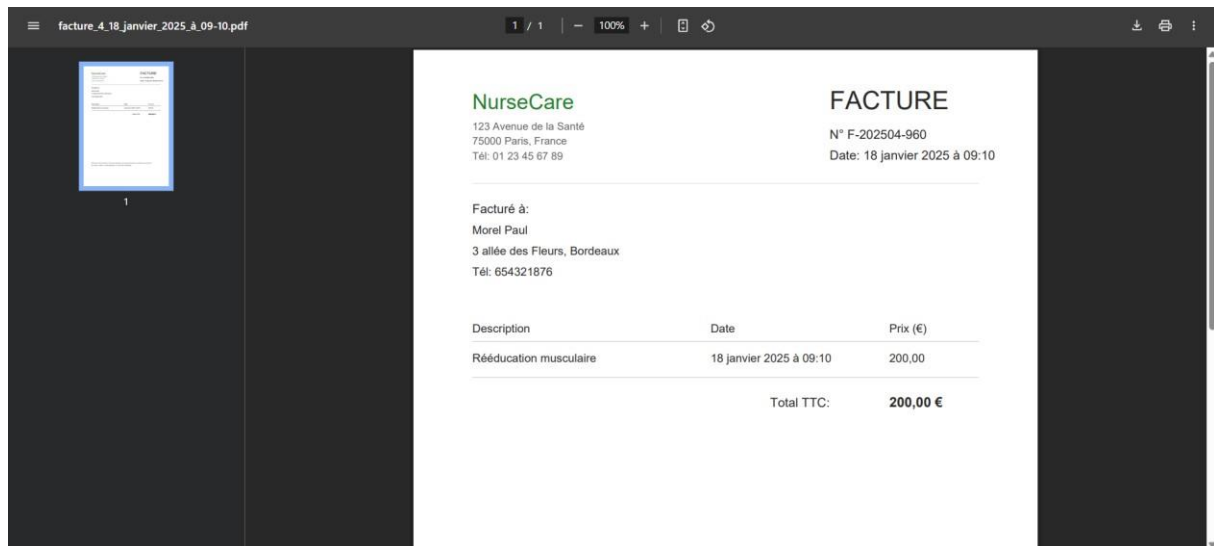 facture_4_18_janvier_2025_à_09-10.pdf
1 / 1
100%
1
NurseCare
123 Avenue de la Santé
75000 Paris, France
Tél: 01 23 45 67 89
FACTURE
N° F-202504-960
Date: 18 janvier 2025 à 09:10
Facturé à:
Morel Paul
3 allée des Fleurs, Bordeaux
Tél: 654321876
Description Date Prix (€)
Rééducation musculaire 18 janvier 2025 à 09:10 200,00
Total TTC: 200,00 €